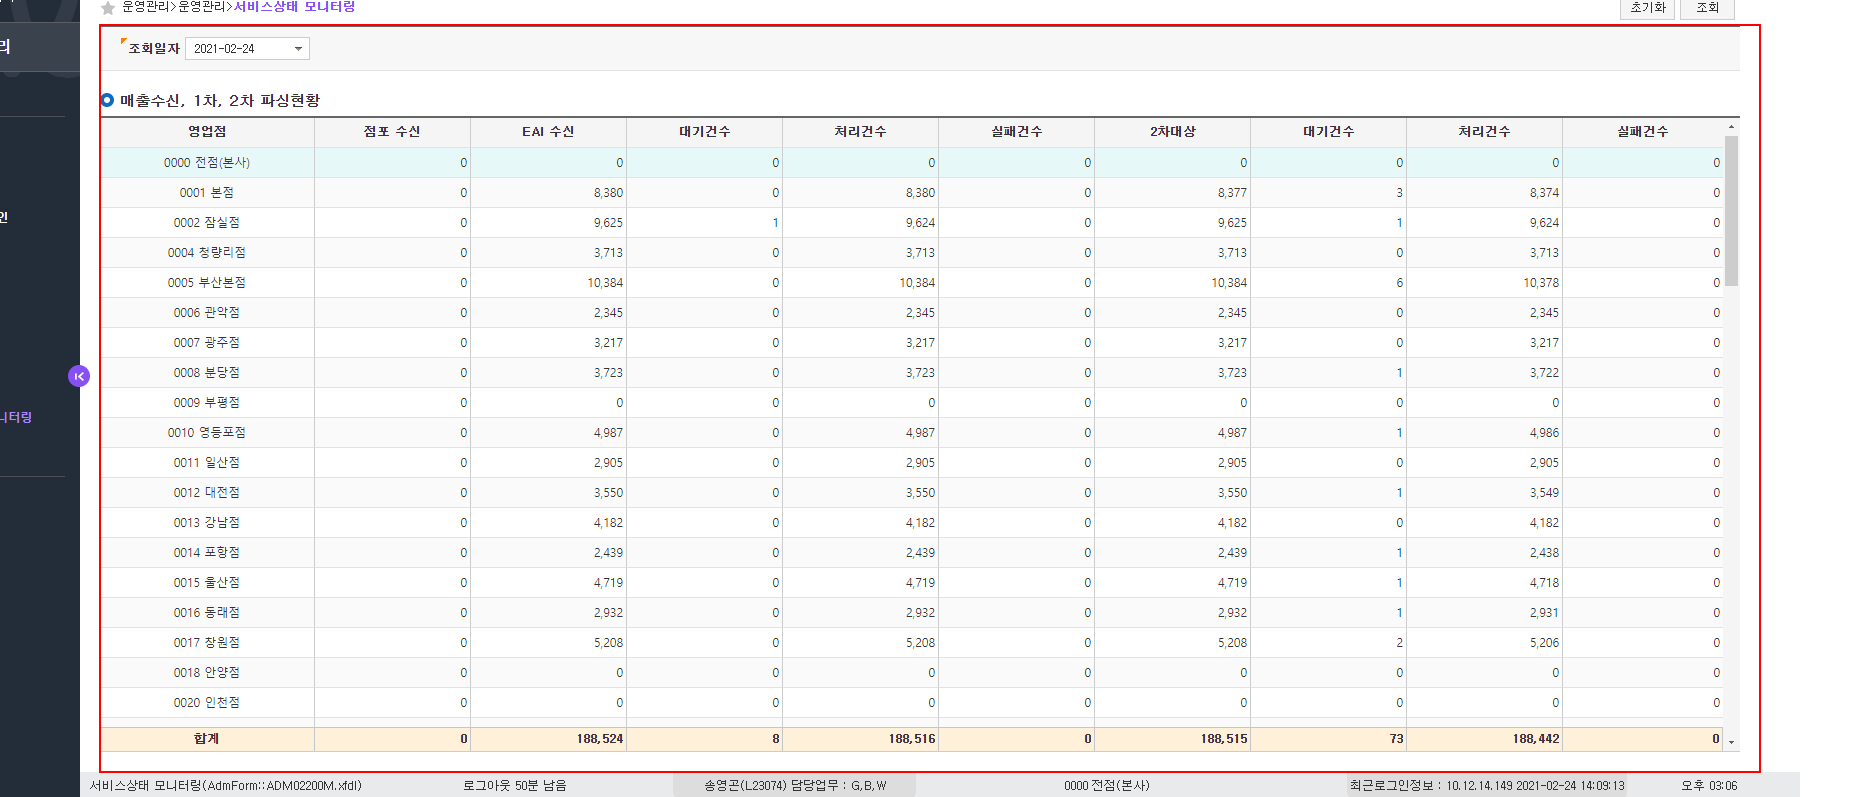 운영관리>운영관리>서비스상태 모니터링 초기화 조회
리
조회일자 2021-02-24
매출수신, 1차, 2차 파싱현황
영업점 점포 수신 EAI 수신 대기건수 처리건수 실패건수 2차대상 대기건수 처리건수 실패건수
0000 전점(본사) 0 0 0 0 0 0 0 0 0
0001 본점 0 8,380 0 8,380 0 8,377 3 8,374 0
인
0002 잠실점 0 9,625 1 9,624 0 9,625 1 9,624 0
0004 청량리점 0 3,713 0 3,713 0 3,713 0 3,713 0
0005 부산본점 0 10,384 0 10,384 0 10,384 6 10,378 0
0006 관악점 0 2,345 0 2,345 0 2,345 0 2,345 0
0007 광주점 0 3,217 0 3,217 0 3,217 0 3,217 0
0008 분당점 0 3,723 0 3,723 0 3,723 1 3,722 0
0009 부평점 0 0 0 0 0 0 0 0 0
니터링
0010 영등포점 0 4,987 0 4,987 0 4,987 1 4,986 0
0011 일산점 0 2,905 0 2,905 0 2,905 0 2,905 0
0012 대전점 0 3,550 0 3,550 0 3,550 1 3,549 0
0013 강남점 0 4,182 0 4,182 0 4,182 0 4,182 0
0014 포항점 0 2,439 0 2,439 0 2,439 1 2,438 0
0015 울산점 0 4,719 0 4,719 0 4,719 1 4,718 0
0016 동래점 0 2,932 0 2,932 0 2,932 1 2,931 0
0017 창원점 0 5,208 0 5,208 0 5,208 2 5,206 0
0018 안양점 0 0 0 0 0 0 0 0 0
0020 인천점 0 0 0 0 0 0 0 0 0
합계 0 188,524 8 188,516 0 188,515 73 188,442 0
서비스상태 모니터링(AdmForm::ADM02200M.xfdl) 로그아웃 50분 남음 송영곤(L23074) 담당업무 : G,B,W 0000 전점(본사) 최근로그인정보 : 10.12.14.149 2021-02-24 14:09:13 오후 03:06